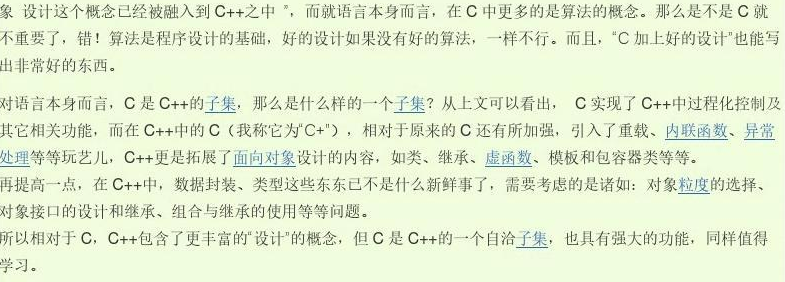 象 设计这个概念已经被融入到 C++之中 ”,而就语言本身而言,在 C 中更多的是算法的概念。那么是不是 C 就
不重要了,错!算法是程序设计的基础,好的设计如果没有好的算法,一样不行。而且,“C 加上好的设计”也能写
出非常好的东西。
对语言本身而言,C 是 C++的子集,那么是什么样的一个子集?从上文可以看出, C 实现了 C++中过程化控制及
其它相关功能,而在 C++中的 C(我称它为“C+”),相对于原来的 C 还有所加强,引入了重载、内联函数、异常
处理等等玩艺儿,C++更是拓展了面向对象设计的内容,如类、继承、虚函数、模板和包容器类等等。
再提高一点,在 C++中,数据封装、类型这些东东已不是什么新鲜事了,需要考虑的是诸如:对象粒度的选择、
对象接口的设计和继承、组合与继承的使用等等问题。
所以相对于 C,C++包含了更丰富的“设计”的概念,但 C 是 C++的一个自洽子集,也具有强大的功能,同样值得
学习。